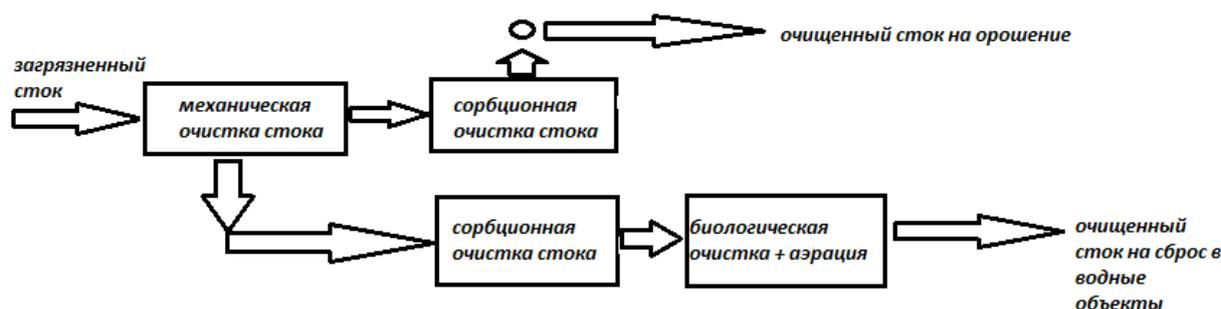 очищенный сток на орошение
загрязненный
сток
механическая
очистка стока
сорбционная
очистка стока
сорбционная
очистка стока
биологическая
очистка + аэрация
очищенный
сток на сброс в
водные
объекты